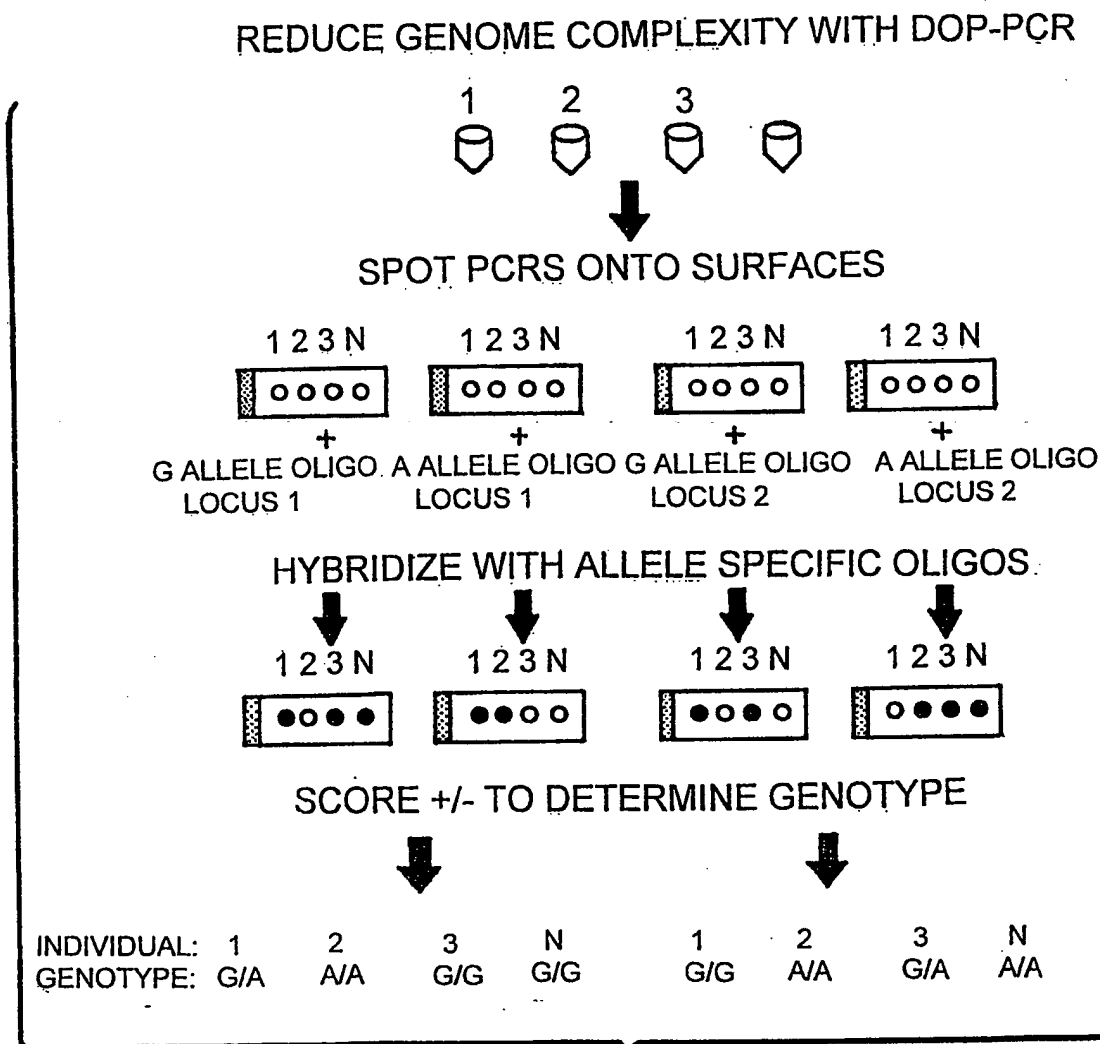 REDUCE GENOME COMPLEXITY WITH DOP-PCR
1 2 3
SPOT PCRS ONTO SURFACES
1 2 3 N 1 2 3 N 1 2 3 N 1 2 3 N
+ + + +
G ALLELE OLIGO A ALLELE OLIGO G ALLELE OLIGO A ALLELE OLIGO
LOCUS 1 LOCUS 1 LOCUS 2 LOCUS 2
HYBRIDIZE WITH ALLELE SPECIFIC OLIGOS
1 2 3 N 1 2 3 N 1 2 3 N 1 2 3 N
SCORE +/- TO DETERMINE GENOTYPE
INDIVIDUAL: 1 2 3 N 1 2 3 N
GENOTYPE: G/A A/A G/G G/G G/G A/A G/A A/A